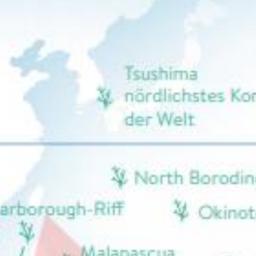 Tsushima
nördlichstes Kor
der Welt
North Borodin
arborough-Riff
Okinot
Malapascua